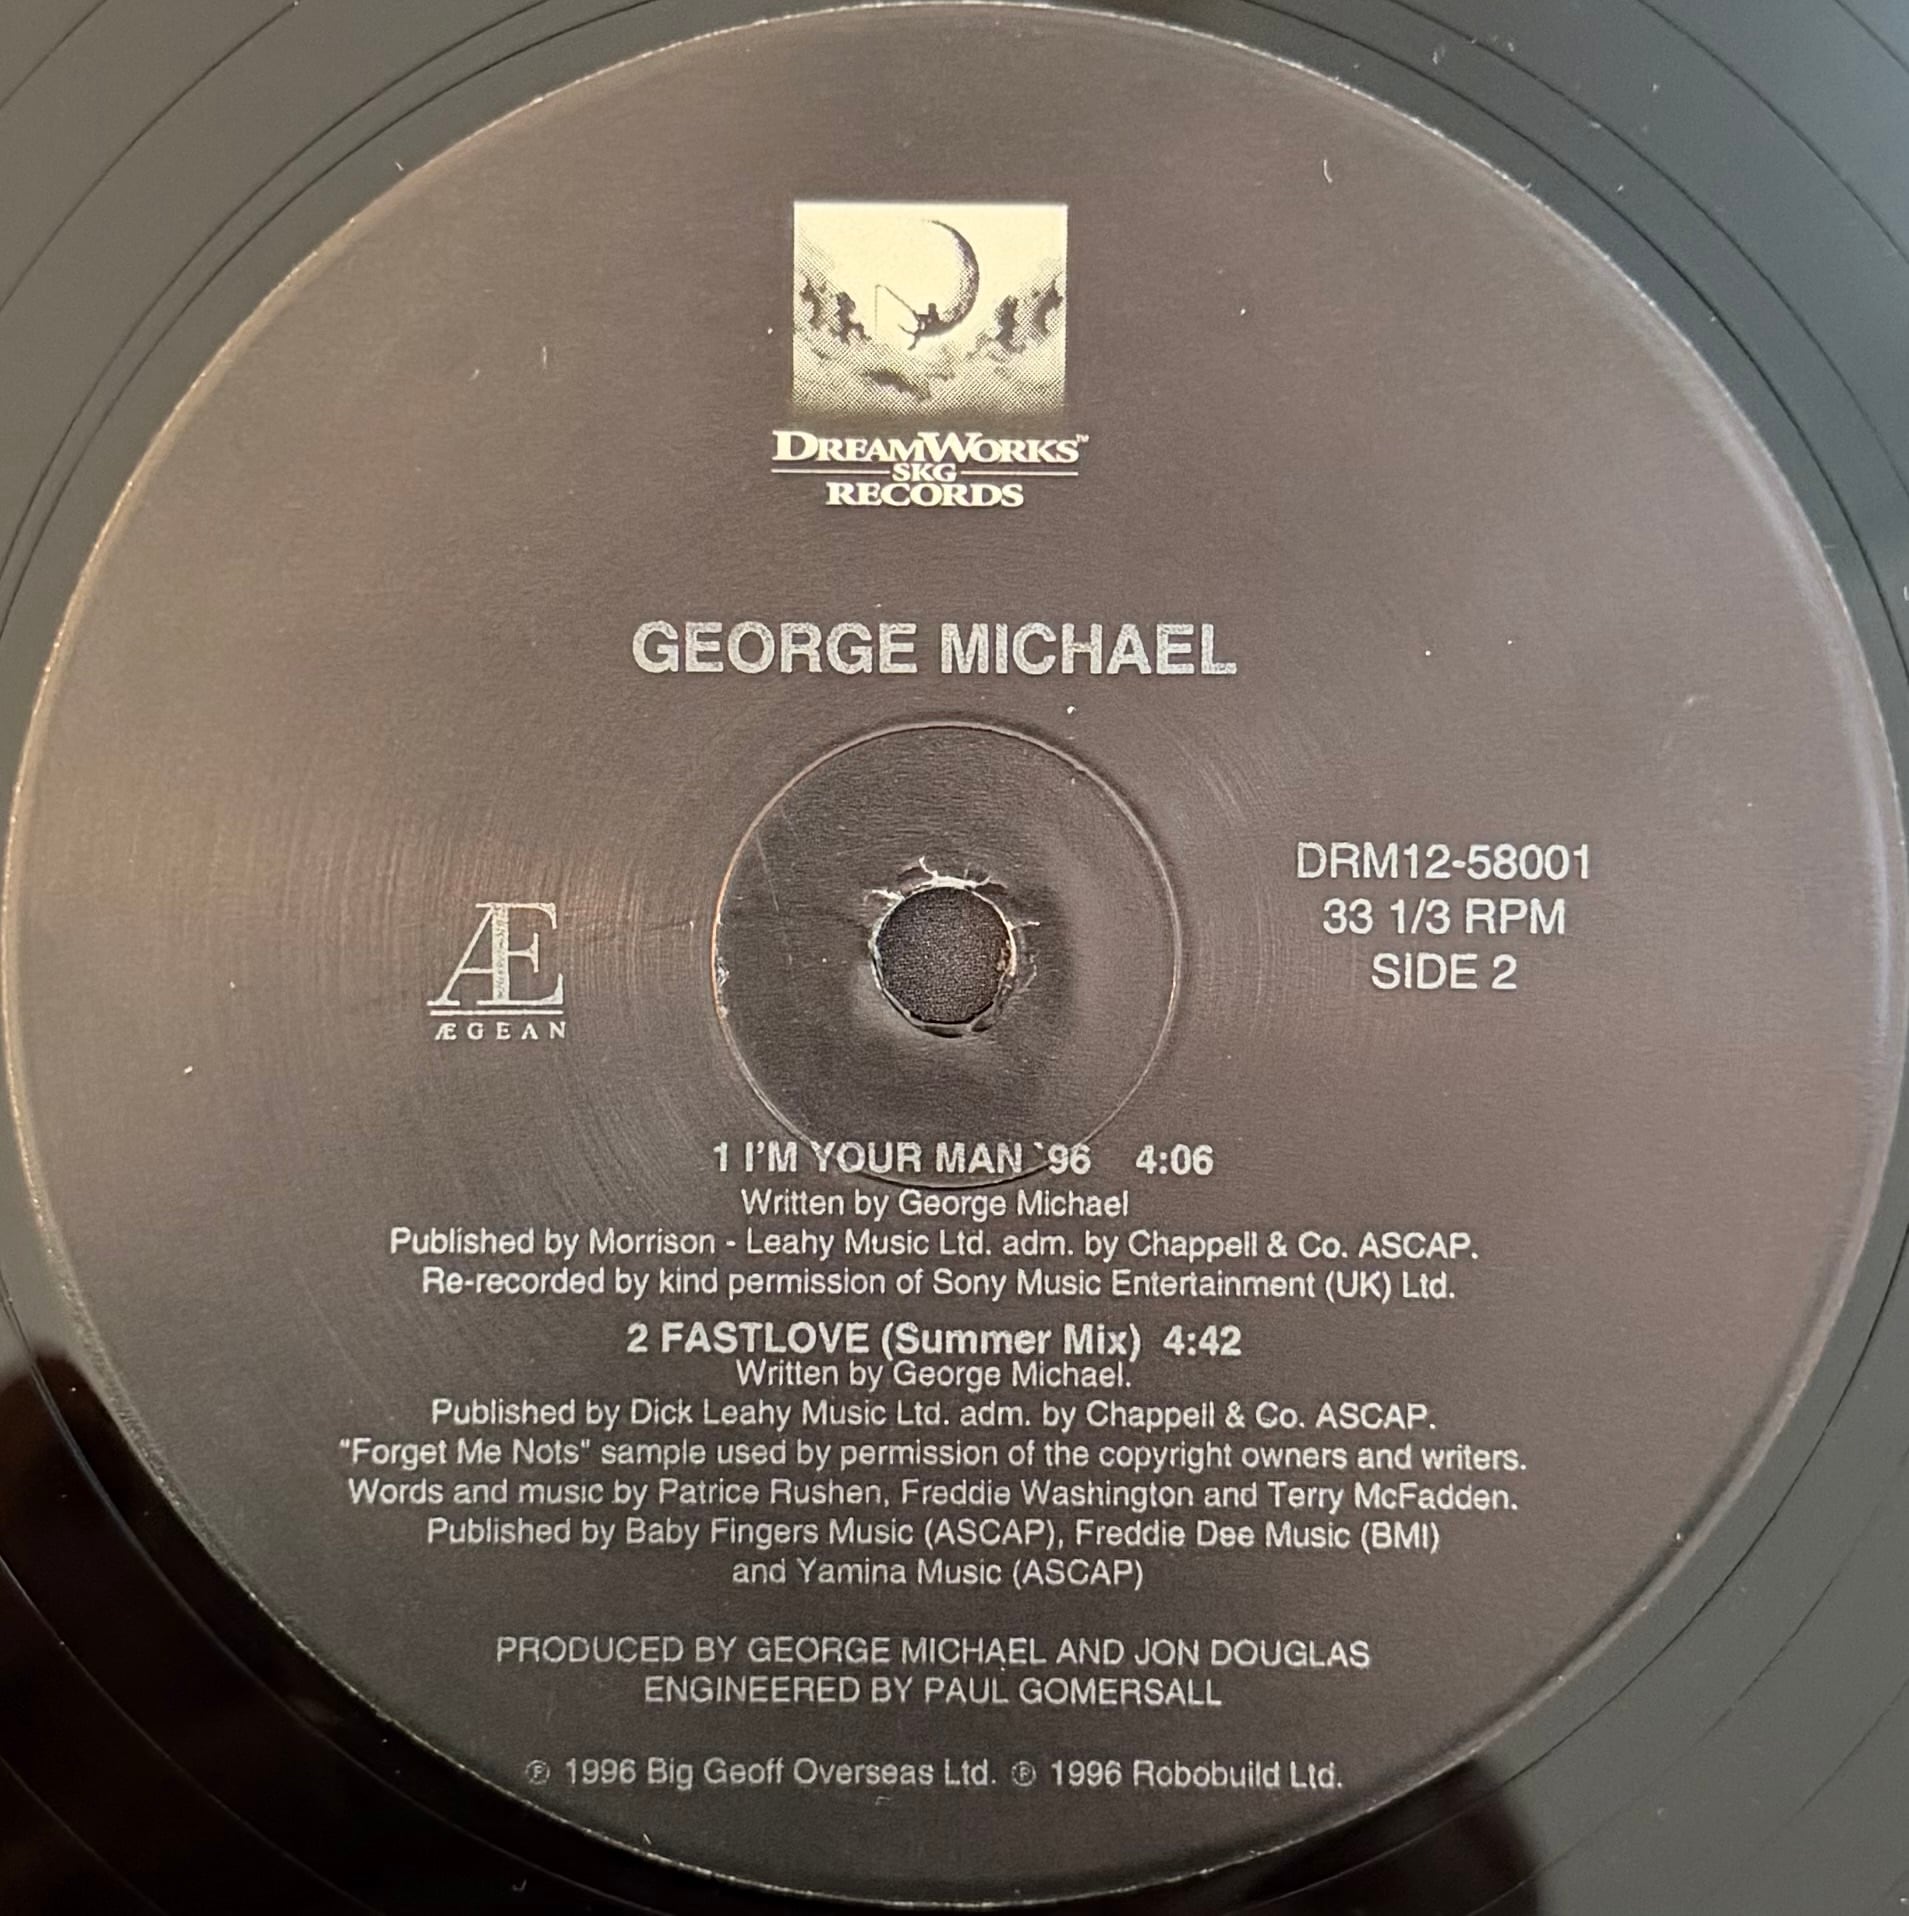 DREAMWORKS™
SKG
RECORDS
GEORGE MICHAEL
DRM12-58001
33 1/3 RPM
SIDE 2
Æ
ÆGEAN
1 I'M YOUR MAN `96 4:06
Written by George Michael
Published by Morrison - Leahy Music Ltd. adm. by Chappell & Co. ASCAP.
Re-recorded by kind permission of Sony Music Entertainment (UK) Ltd.
2 FASTLOVE (Summer Mix) 4:42
Written by George Michael.
Published by Dick Leahy Music Ltd. adm. by Chappell & Co. ASCAP.
"Forget Me Nots" sample used by permission of the copyright owners and writers.
Words and music by Patrice Rushen, Freddie Washington and Terry McFadden.
Published by Baby Fingers Music (ASCAP), Freddie Dee Music (BMI)
and Yamina Music (ASCAP)
PRODUCED BY GEORGE MICHAEL AND JON DOUGLAS
ENGINEERED BY PAUL GOMERSALL
℗ 1996 Big Geoff Overseas Ltd. ℗ 1996 Robobuild Ltd.